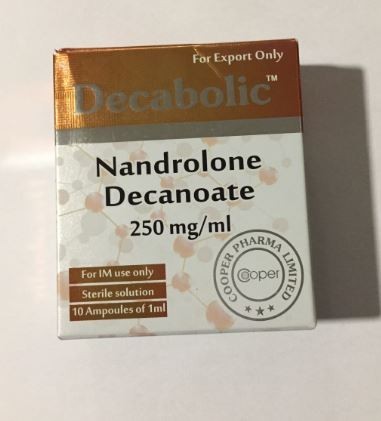 For Export Only
Decabolic™
Nandrolone
Decanoate
250 mg/ml
For IM use only
Sterile solution
10 Ampoules of 1ml
COOPER PHARMA LIMITED
Cooper